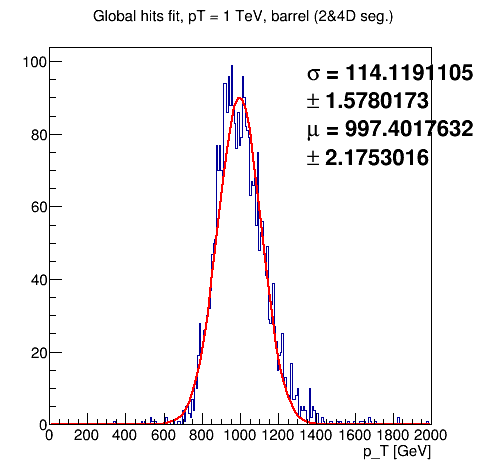 Global hits fit, pT = 1 TeV, barrel (2&4D seg.)
σ = 114.1191105
± 1.5780173
μ = 997.4017632
± 2.1753016
100
80
60
40
20
0
0 200 400 600 800 1000 1200 1400 1600 1800 2000
p_T [GeV]